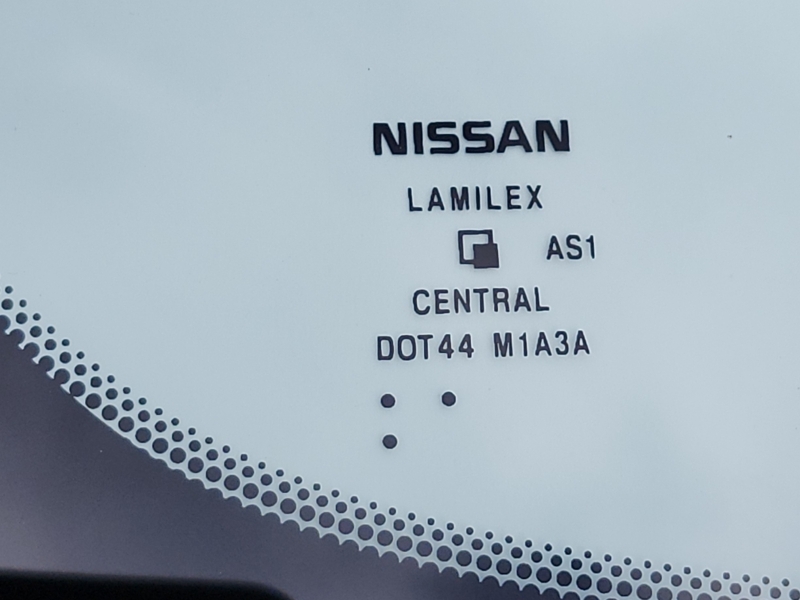 NISSAN
LAMILEX
AS1
CENTRAL
DOT44 M1A3A